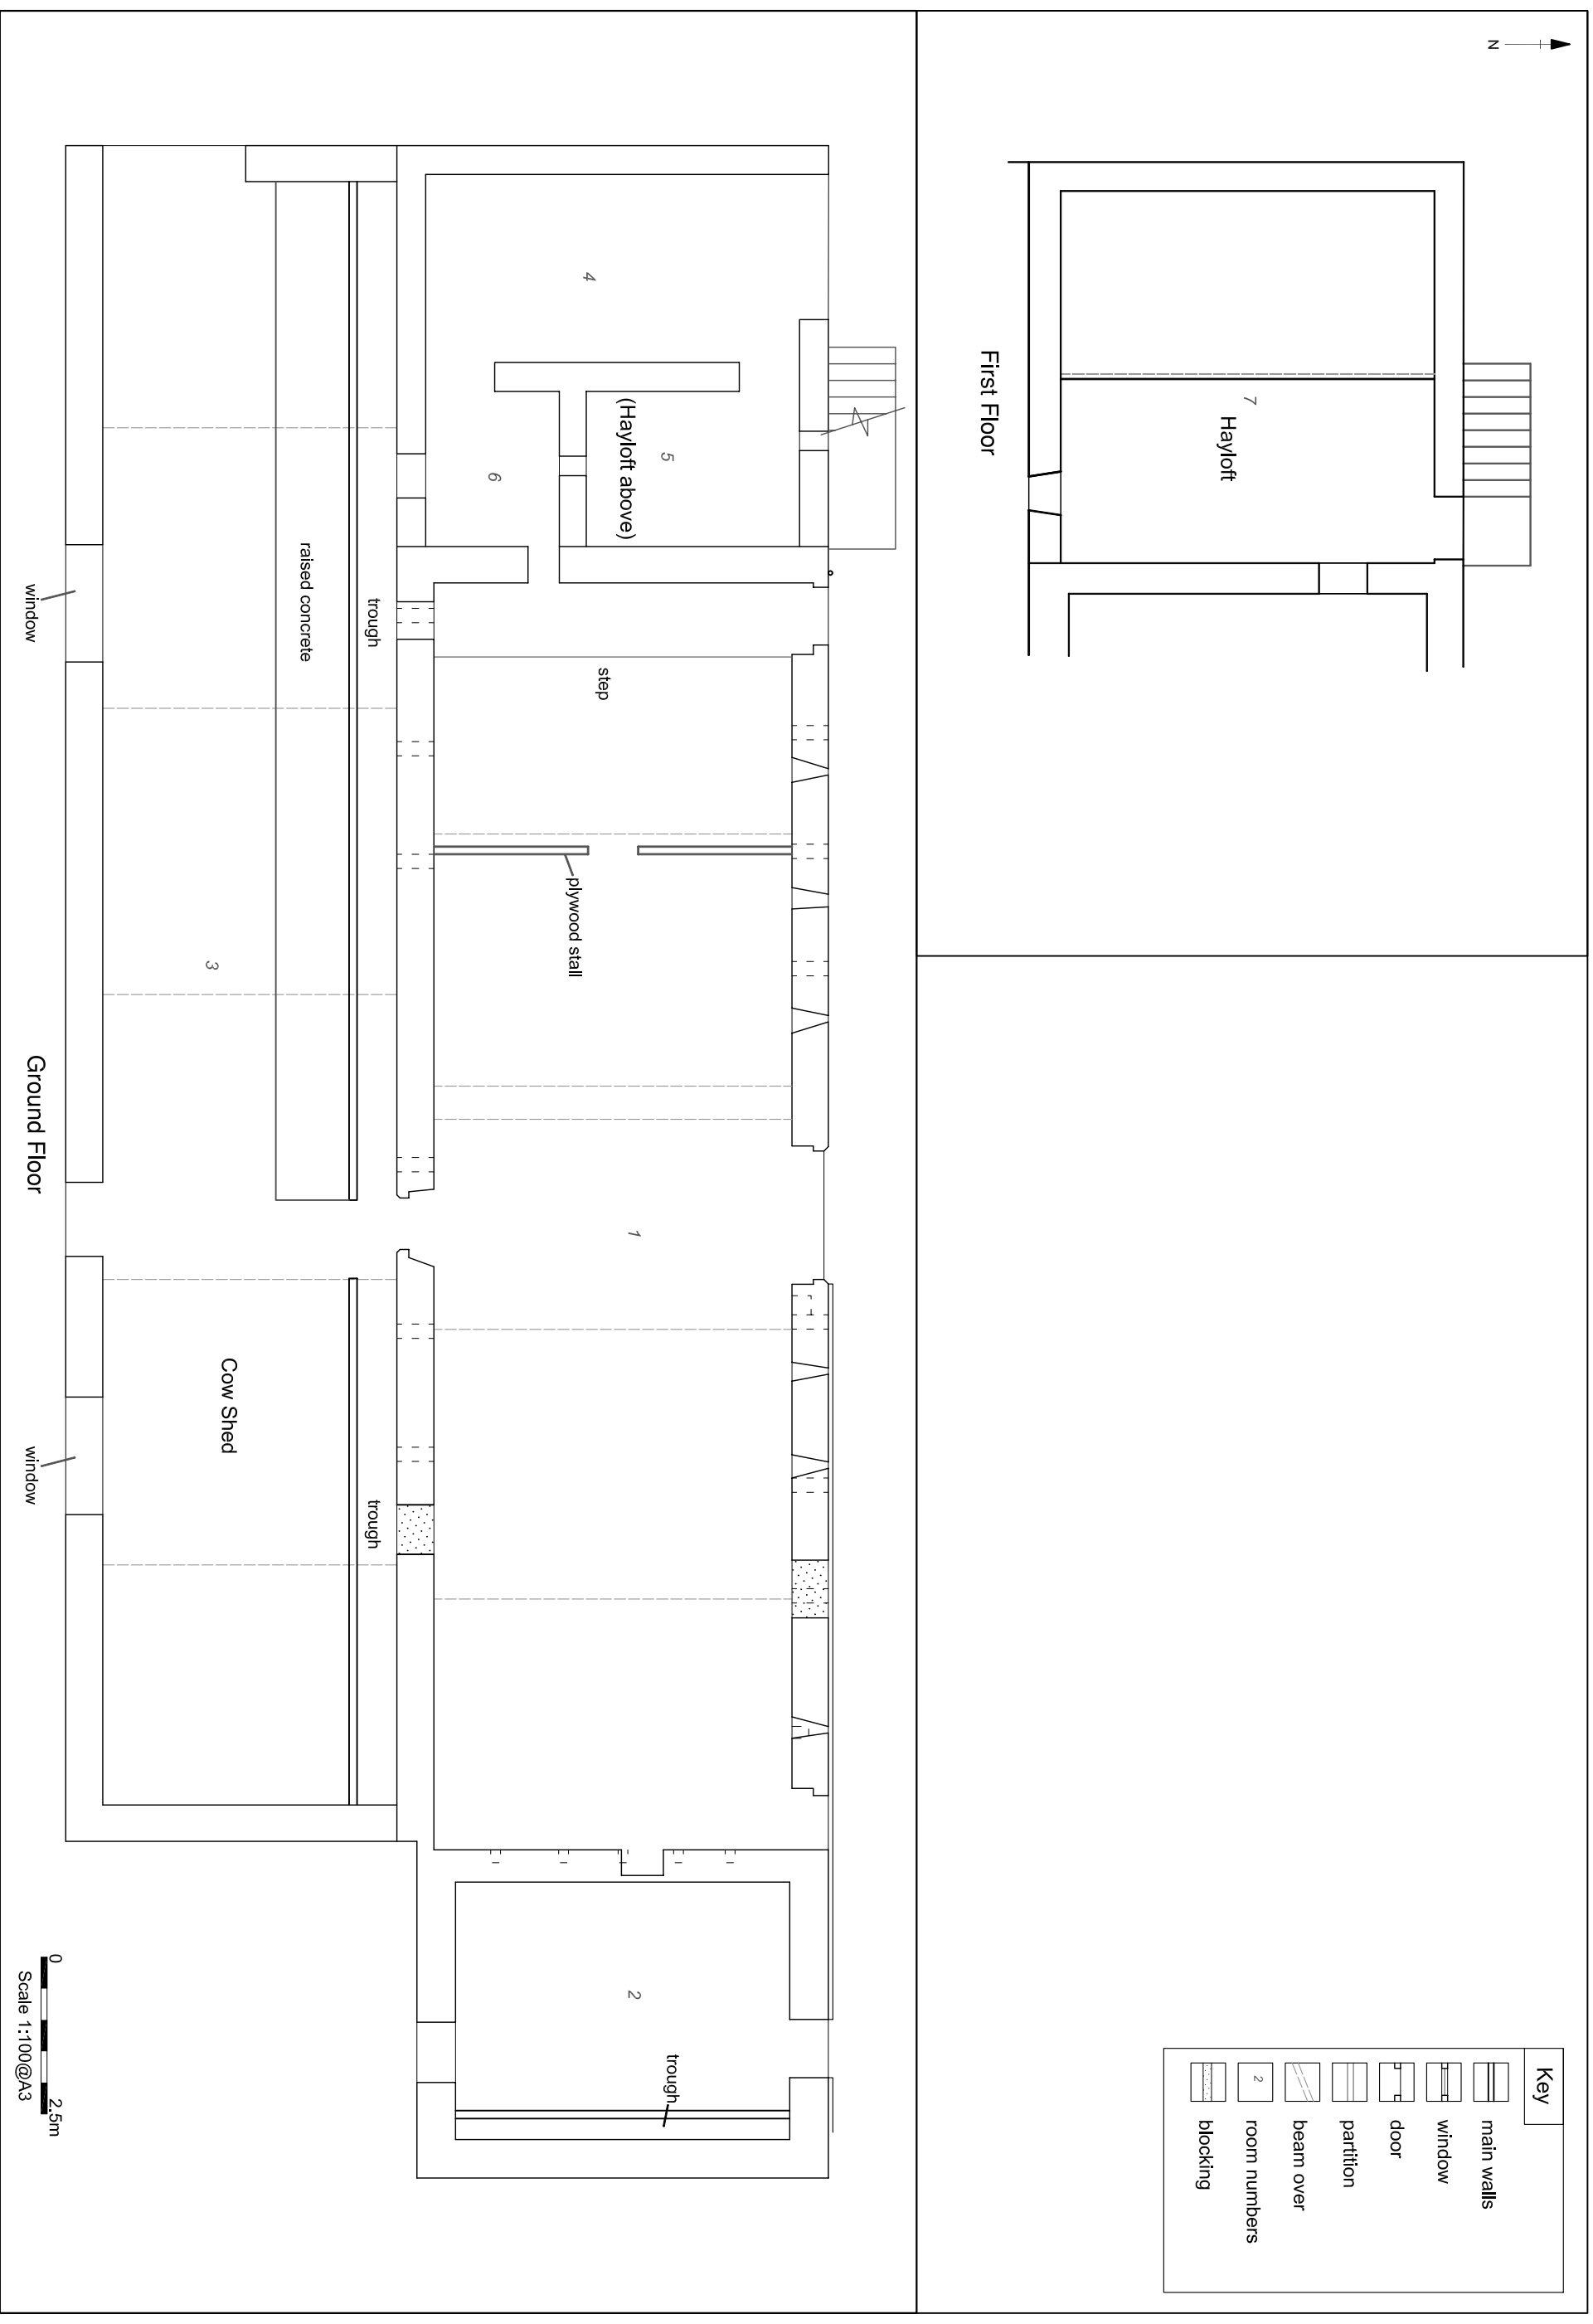 N
7
Hayloft
First Floor
Key
main walls
window
door
partition
beam over
2
room numbers
blocking
4
5
(Hayloft above)
6
step
plywood stall
1
2
trough
trough
raised concrete
3
trough
Cow Shed
window
window
Ground Floor
0
2.5m
Scale 1:100@A3